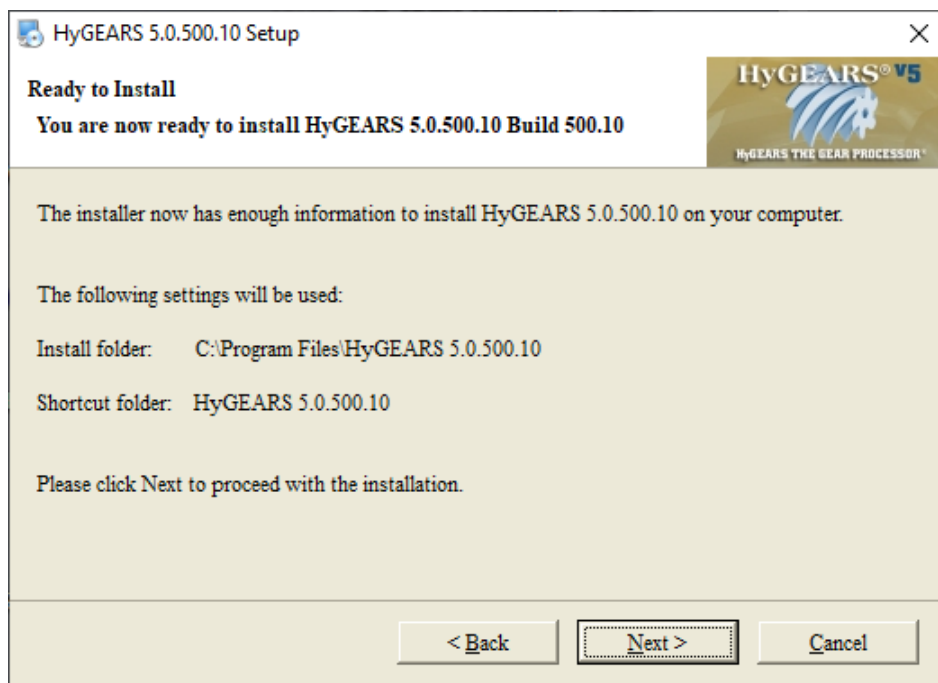 HyGEARS 5.0.500.10 Setup
Ready to Install
You are now ready to install HyGEARS 5.0.500.10 Build 500.10
HyGEARS® V5
HyGEARS THE GEAR PROCESSOR®
The installer now has enough information to install HyGEARS 5.0.500.10 on your computer.
The following settings will be used:
Install folder: C:\Program Files\HyGEARS 5.0.500.10
Shortcut folder: HyGEARS 5.0.500.10
Please click Next to proceed with the installation.
< Back Next > Cancel